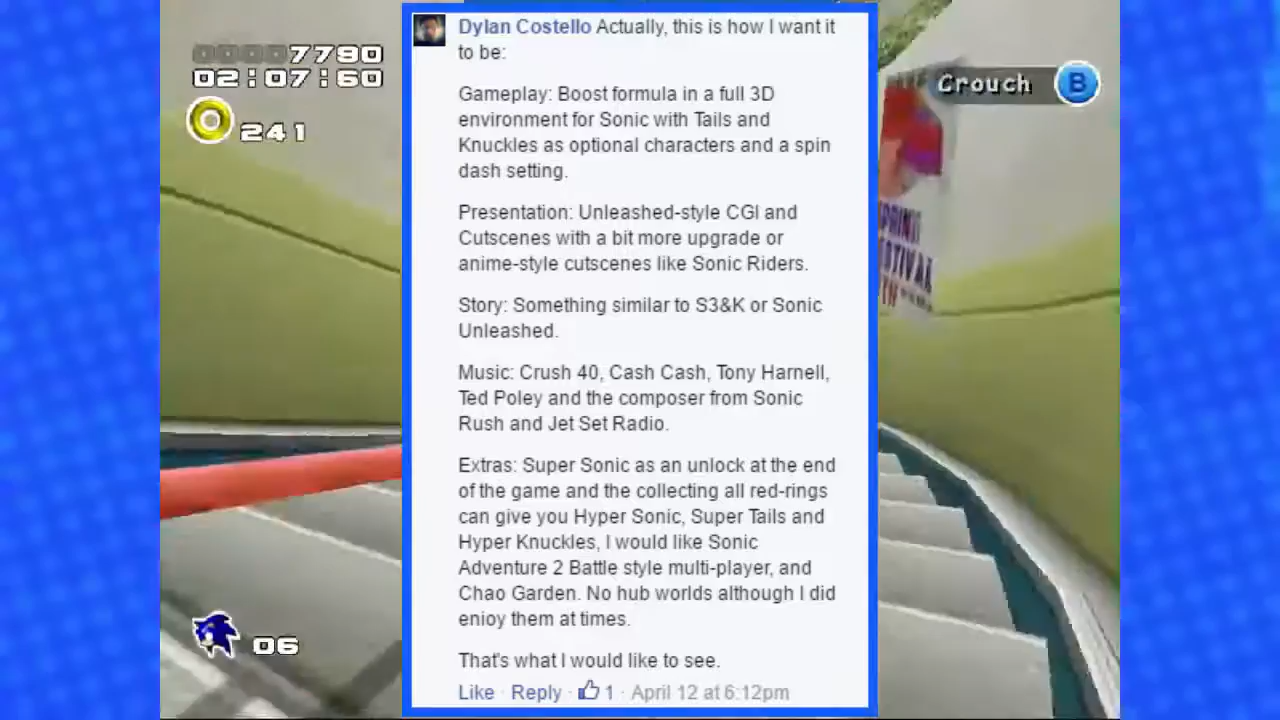 00007790
02:07:60
241
Crouch B
Dylan Costello Actually, this is how I want it
to be:
Gameplay: Boost formula in a full 3D
environment for Sonic with Tails and
Knuckles as optional characters and a spin
dash setting.
Presentation: Unleashed-style CGI and
Cutscenes with a bit more upgrade or
anime-style cutscenes like Sonic Riders.
Story: Something similar to S3&K or Sonic
Unleashed.
Music: Crush 40, Cash Cash, Tony Harnell,
Ted Poley and the composer from Sonic
Rush and Jet Set Radio.
Extras: Super Sonic as an unlock at the end
of the game and the collecting all red-rings
can give you Hyper Sonic, Super Tails and
Hyper Knuckles, I would like Sonic
Adventure 2 Battle style multi-player, and
Chao Garden. No hub worlds although I did
enjoy them at times.
That's what I would like to see.
Like · Reply · 1 · April 12 at 6:12pm
06